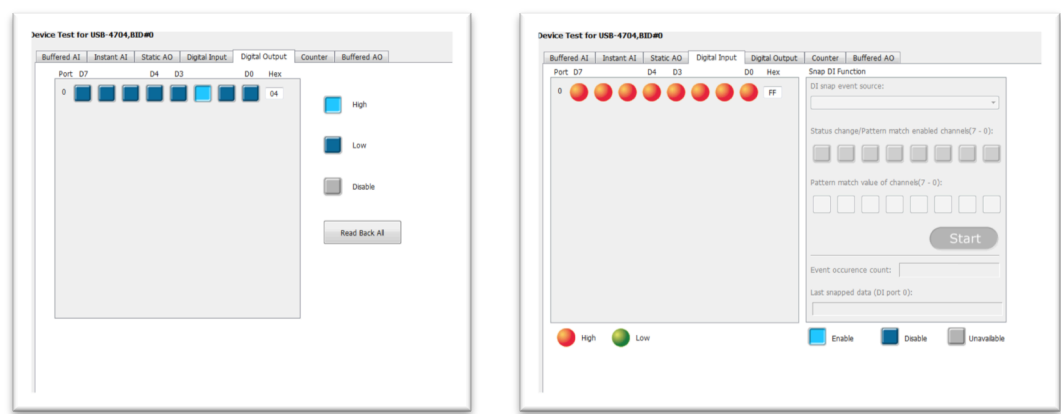 Device Test for USB-4704,BID#0
Buffered AI Instant AI Static AO Digital Input Digital Output Counter Buffered AO
Port D7 D4 D3 D0 Hex
0 04
High
Low
Disable
Read Back All
Device Test for USB-4704,BID#0
Buffered AI Instant AI Static AO Digital Input Digital Output Counter Buffered AO
Port D7 D4 D3 D0 Hex
0 FF
Snap DI Function
DI snap event source:
Status change/Pattern match enabled channels(7 - 0):
Pattern match value of channels(7 - 0):
Start
Event occurence count:
Last snapped data (DI port 0):
High Low
Enable Disable Unavailable